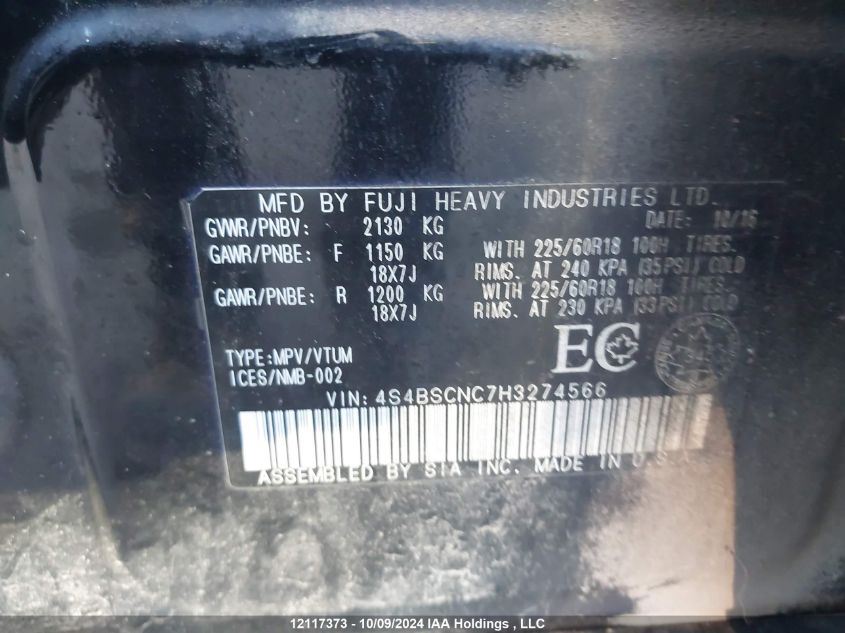 MFD BY FUJI HEAVY INDUSTRIES LTD.
GVWR/PNBV: 2130 KG DATE: 10/16
GAWR/PNBE: F 1150 KG WITH 225/60R18 100H TIRES.
18X7J RIMS. AT 240 KPA (35PSI) COLD
GAWR/PNBE: R 1200 KG WITH 225/60R18 100H TIRES.
18X7J RIMS. AT 230 KPA (33PSI) COLD
EC
TYPE:MPV/VTUM
ICES/NMB-002
VIN: 4S4BSCNC7H3274566
ASSEMBLED BY SIA INC. MADE IN U.S.A.
12117373 - 10/09/2024 IAA Holdings , LLC